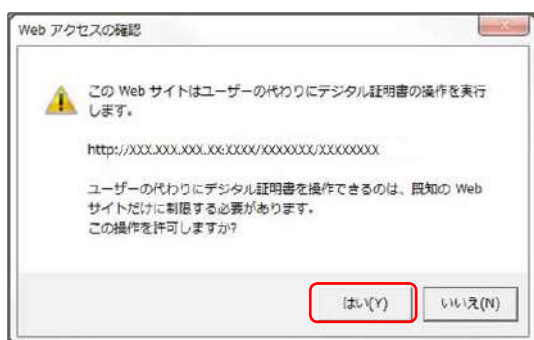 Web アクセスの確認
この Web サイトはユーザーの代わりにデジタル証明書の操作を実行
します。
http://XXX.XXX.XXX.XX:XXXX/XXXXXXX/XXXXXXXX
ユーザーの代わりにデジタル証明書を操作できるのは、既知の Web
サイトだけに制限する必要があります。
この操作を許可しますか?
はい(Y)
いいえ(N)